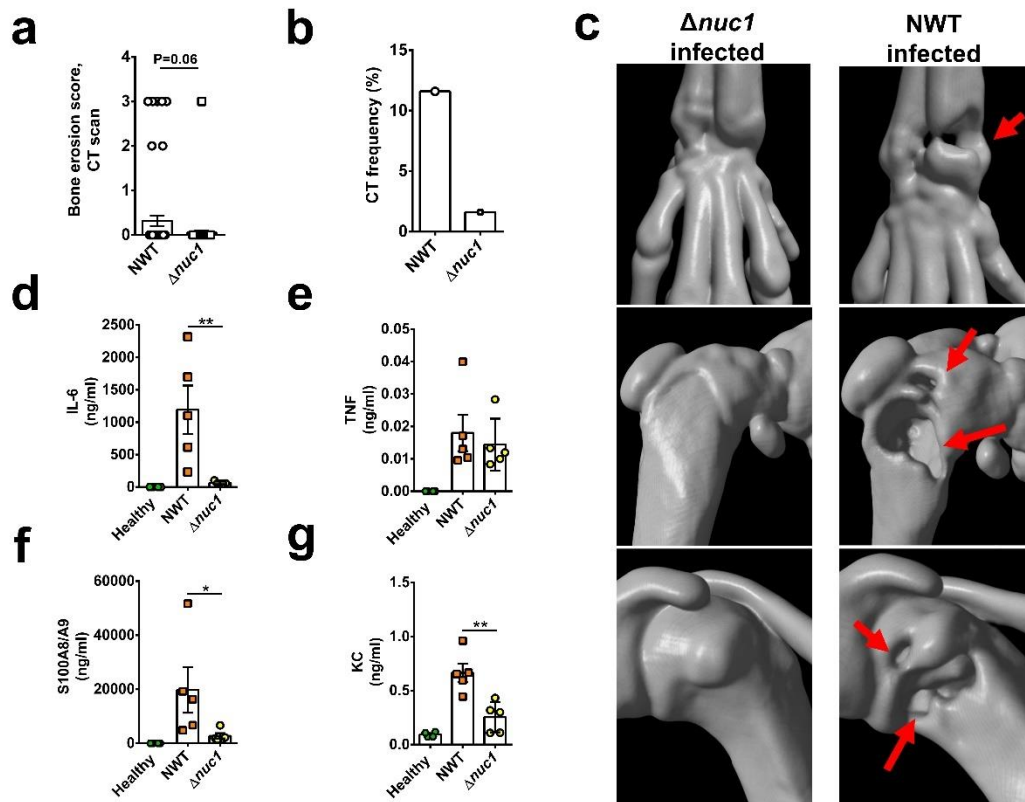 a
P=0.06
Bone erosion score,
CT scan
4
3
2
1
0
NWT
Δnuc1
b
CT frequency (%)
15
10
5
0
NWT
Δnuc1
c
Δnuc1
infected
NWT
infected
d
**
IL-6
(ng/ml)
2500
2000
1500
1000
500
0
Healthy
NWT
Δnuc1
e
TNF
(ng/ml)
0.05
0.04
0.03
0.02
0.01
0.00
Healthy
NWT
Δnuc1
f
*
S100A8/A9
(ng/ml)
60000
40000
20000
0
Healthy
NWT
Δnuc1
g
**
KC
(ng/ml)
1.5
1.0
0.5
0.0
Healthy
NWT
Δnuc1